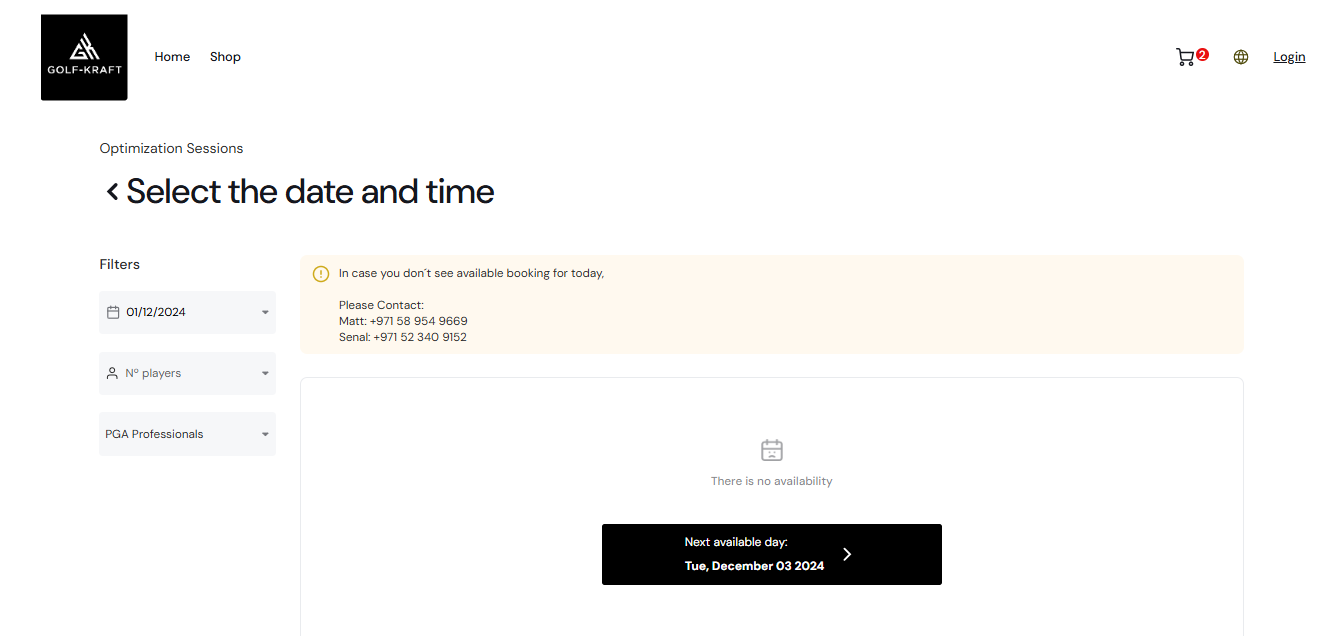 GOLF-KRAFT
Home
Shop
2
Login
Optimization Sessions
Select the date and time
Filters
01/12/2024
Nº players
PGA Professionals
In case you don´t see available booking for today,
Please Contact:
Matt: +971 58 954 9669
Senal: +971 52 340 9152
There is no availability
Next available day:
Tue, December 03 2024